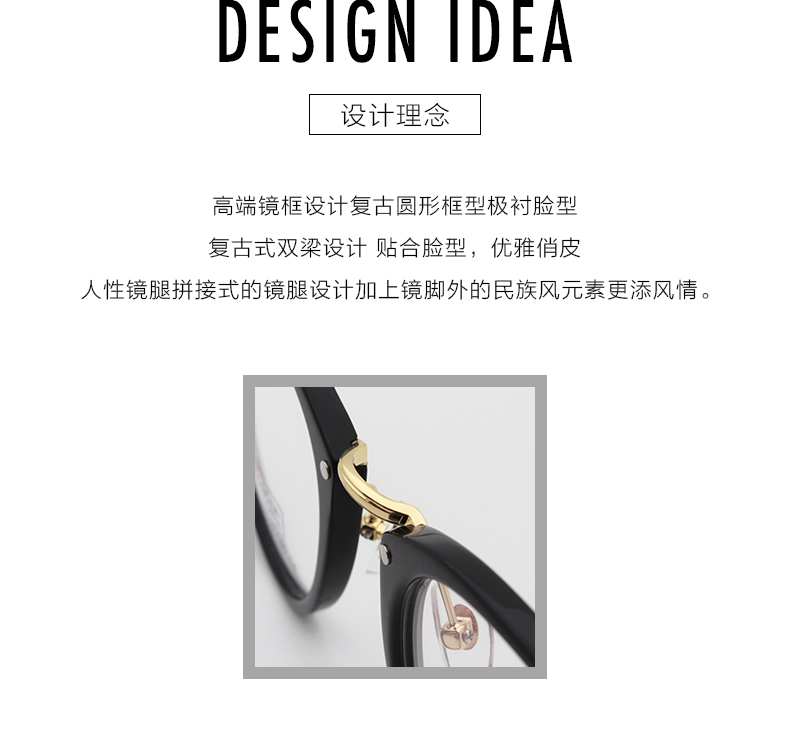 DESIGN IDEA
设计理念
高端镜框设计复古圆形框型极衬脸型
复古式双梁设计 贴合脸型，优雅俏皮
人性镜腿拼接式的镜腿设计加上镜脚外的民族风元素更添风情。